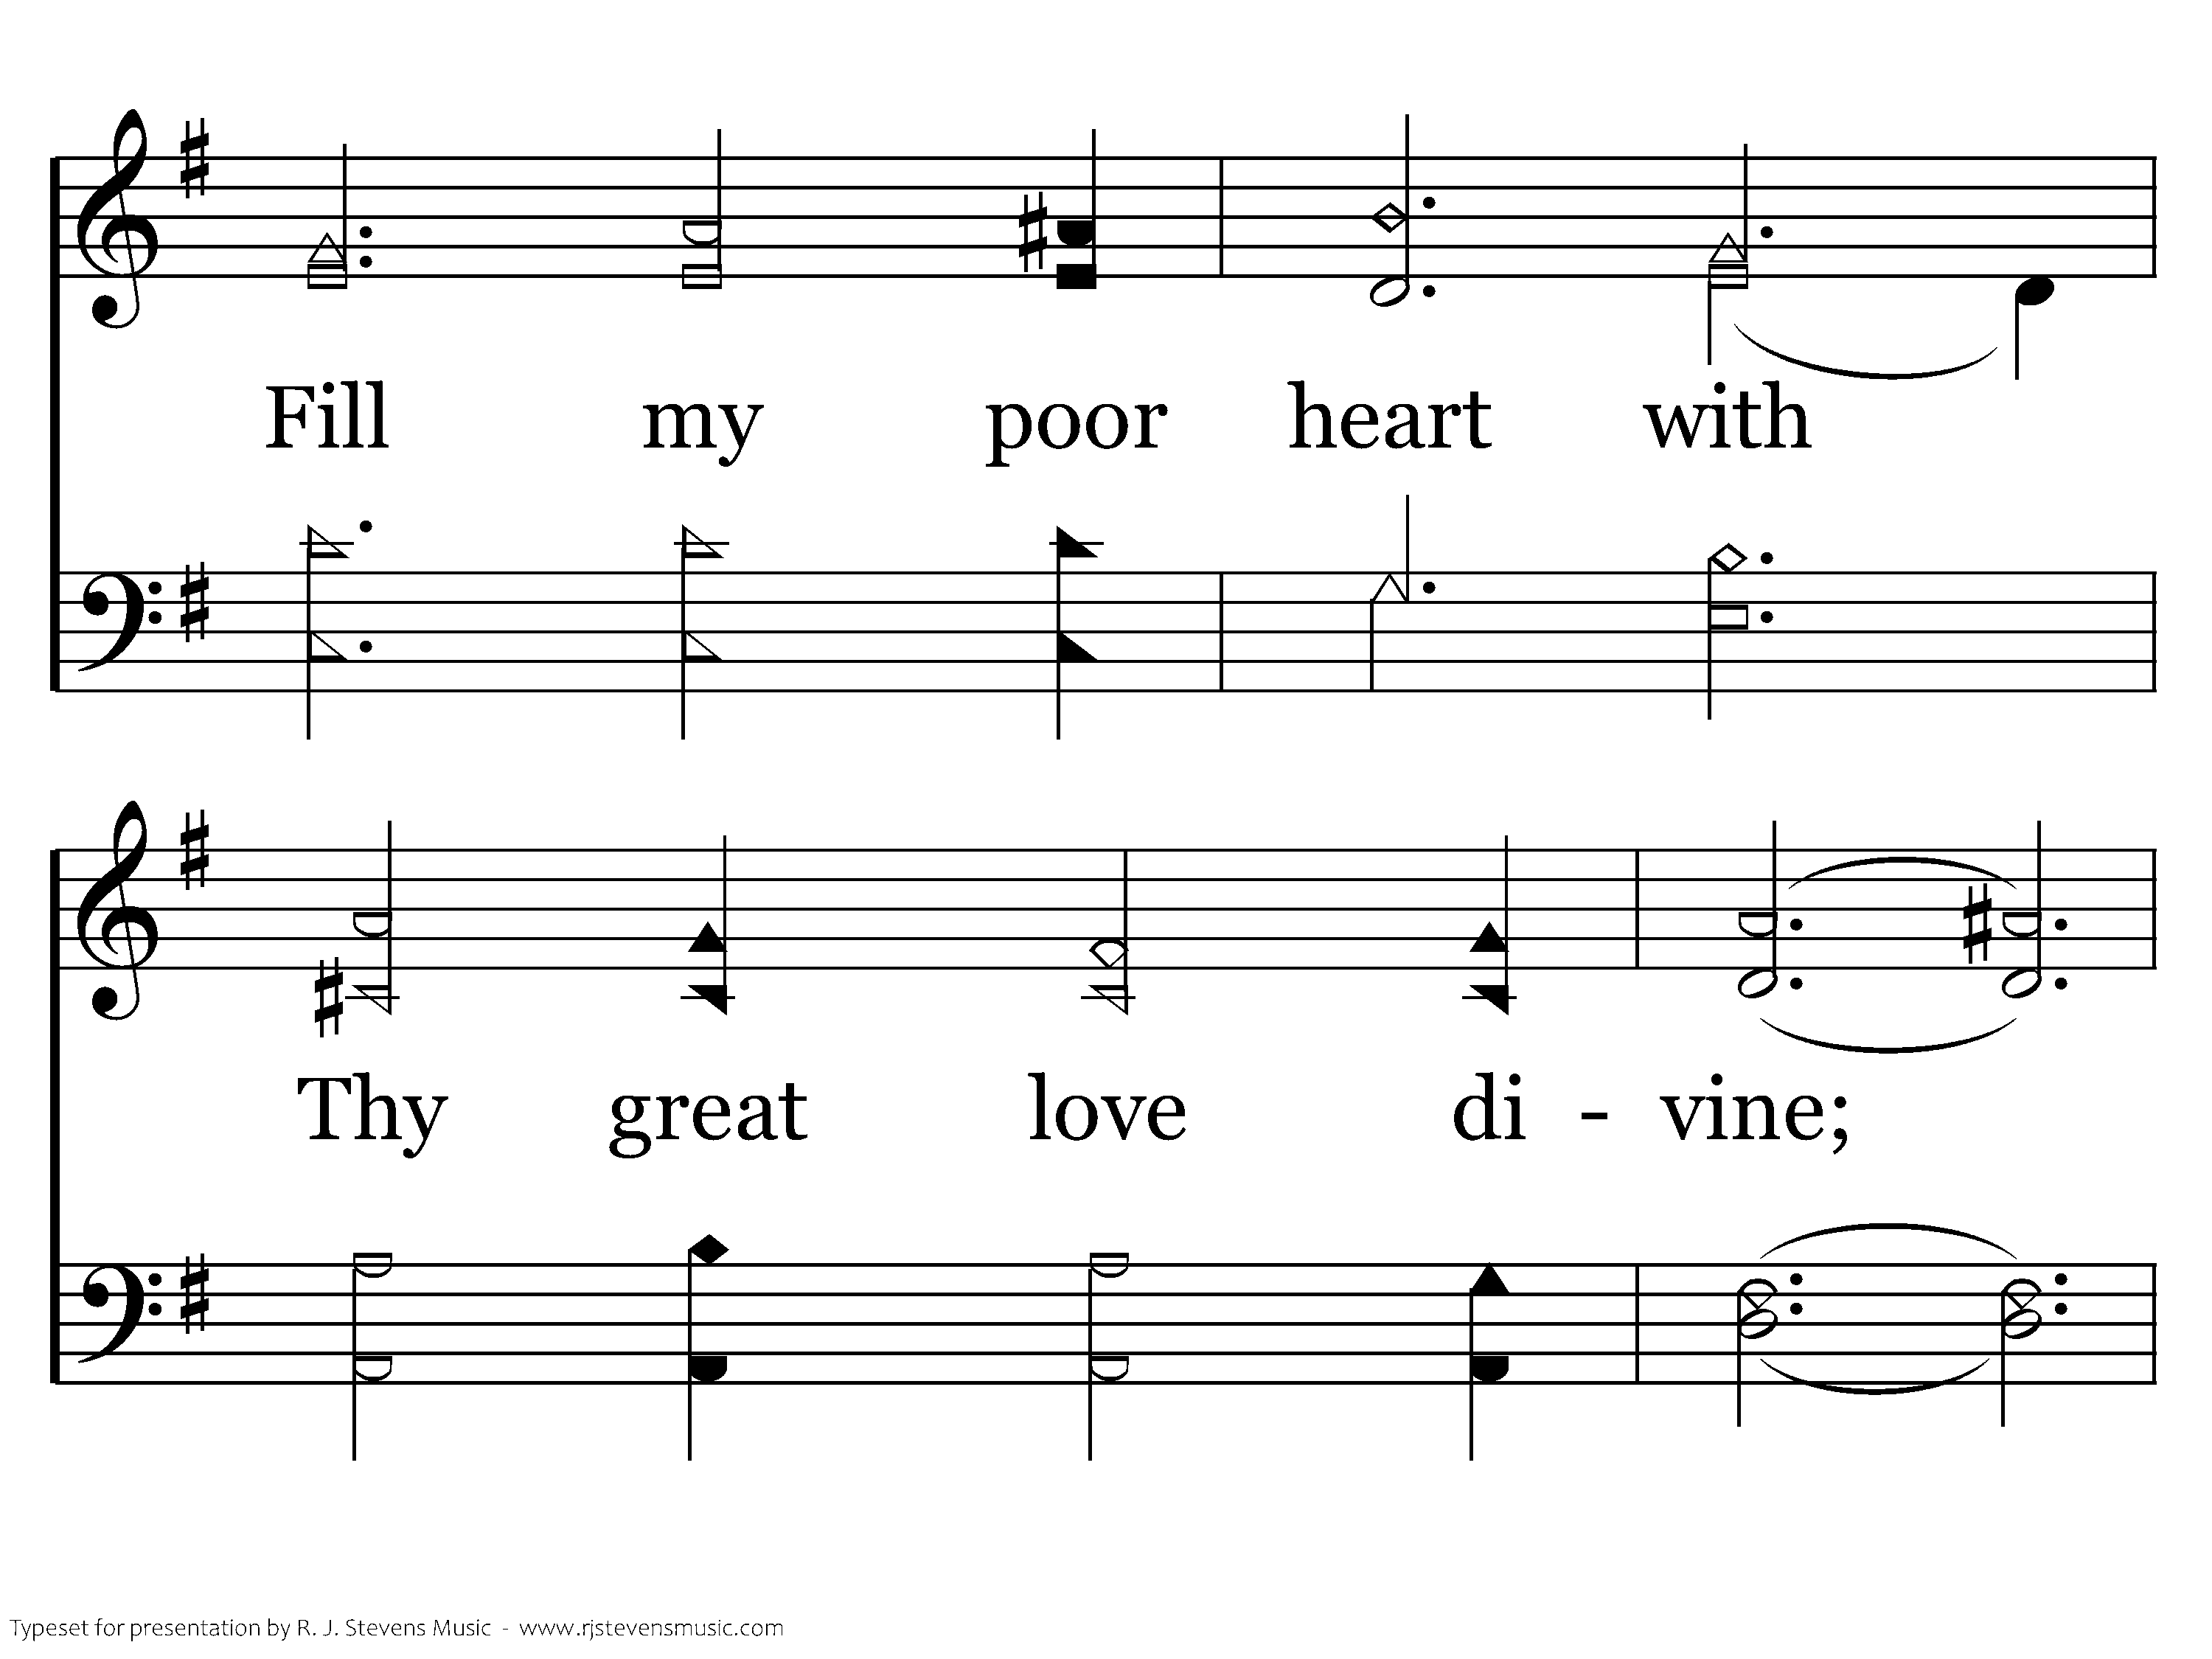 Fill my poor heart with
Thy great love di - vine;
Typeset for presentation by R. J. Stevens Music - www.rjstevensmusic.com